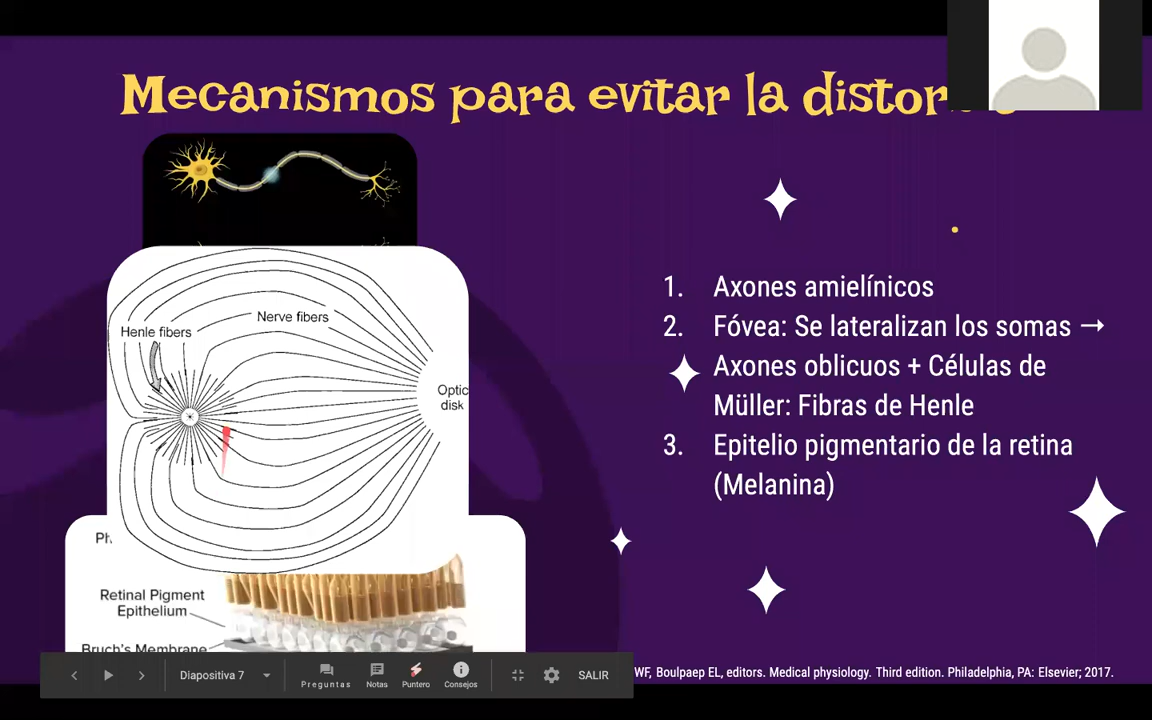 Mecanismos para evitar la
Henle fibers
Nerve fibers
Optic
disk
1. Axones amielínicos
2. Fóvea: Se lateralizan los somas →
Axones oblicuos + Células de
Müller: Fibras de Henle
3. Epitelio pigmentario de la retina
(Melanina)
Retinal Pigment
Epithelium
Bruch's Membrane
Diapositiva 7
Preguntas
Notas
Puntero
Consejos
SALIR
WF, Boulpaep EL, editors. Medical physiology. Third edition. Philadelphia, PA: Elsevier; 2017.